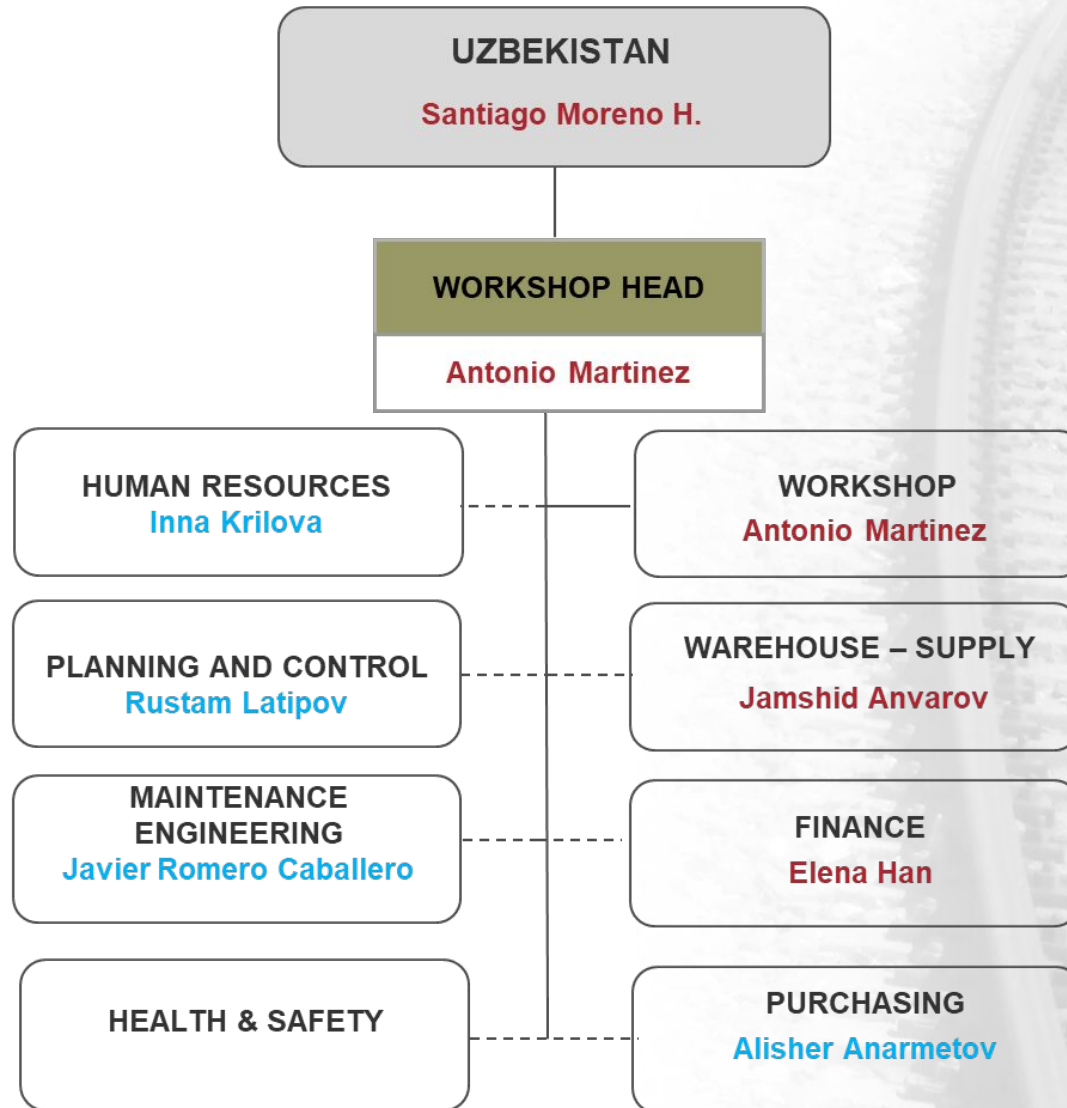 UZBEKISTAN
Santiago Moreno H.
WORKSHOP HEAD
Antonio Martinez
HUMAN RESOURCES
Inna Krilova
WORKSHOP
Antonio Martinez
PLANNING AND CONTROL
Rustam Latipov
WAREHOUSE – SUPPLY
Jamshid Anvarov
MAINTENANCE
ENGINEERING
Javier Romero Caballero
FINANCE
Elena Han
HEALTH & SAFETY
PURCHASING
Alisher Anarmetov